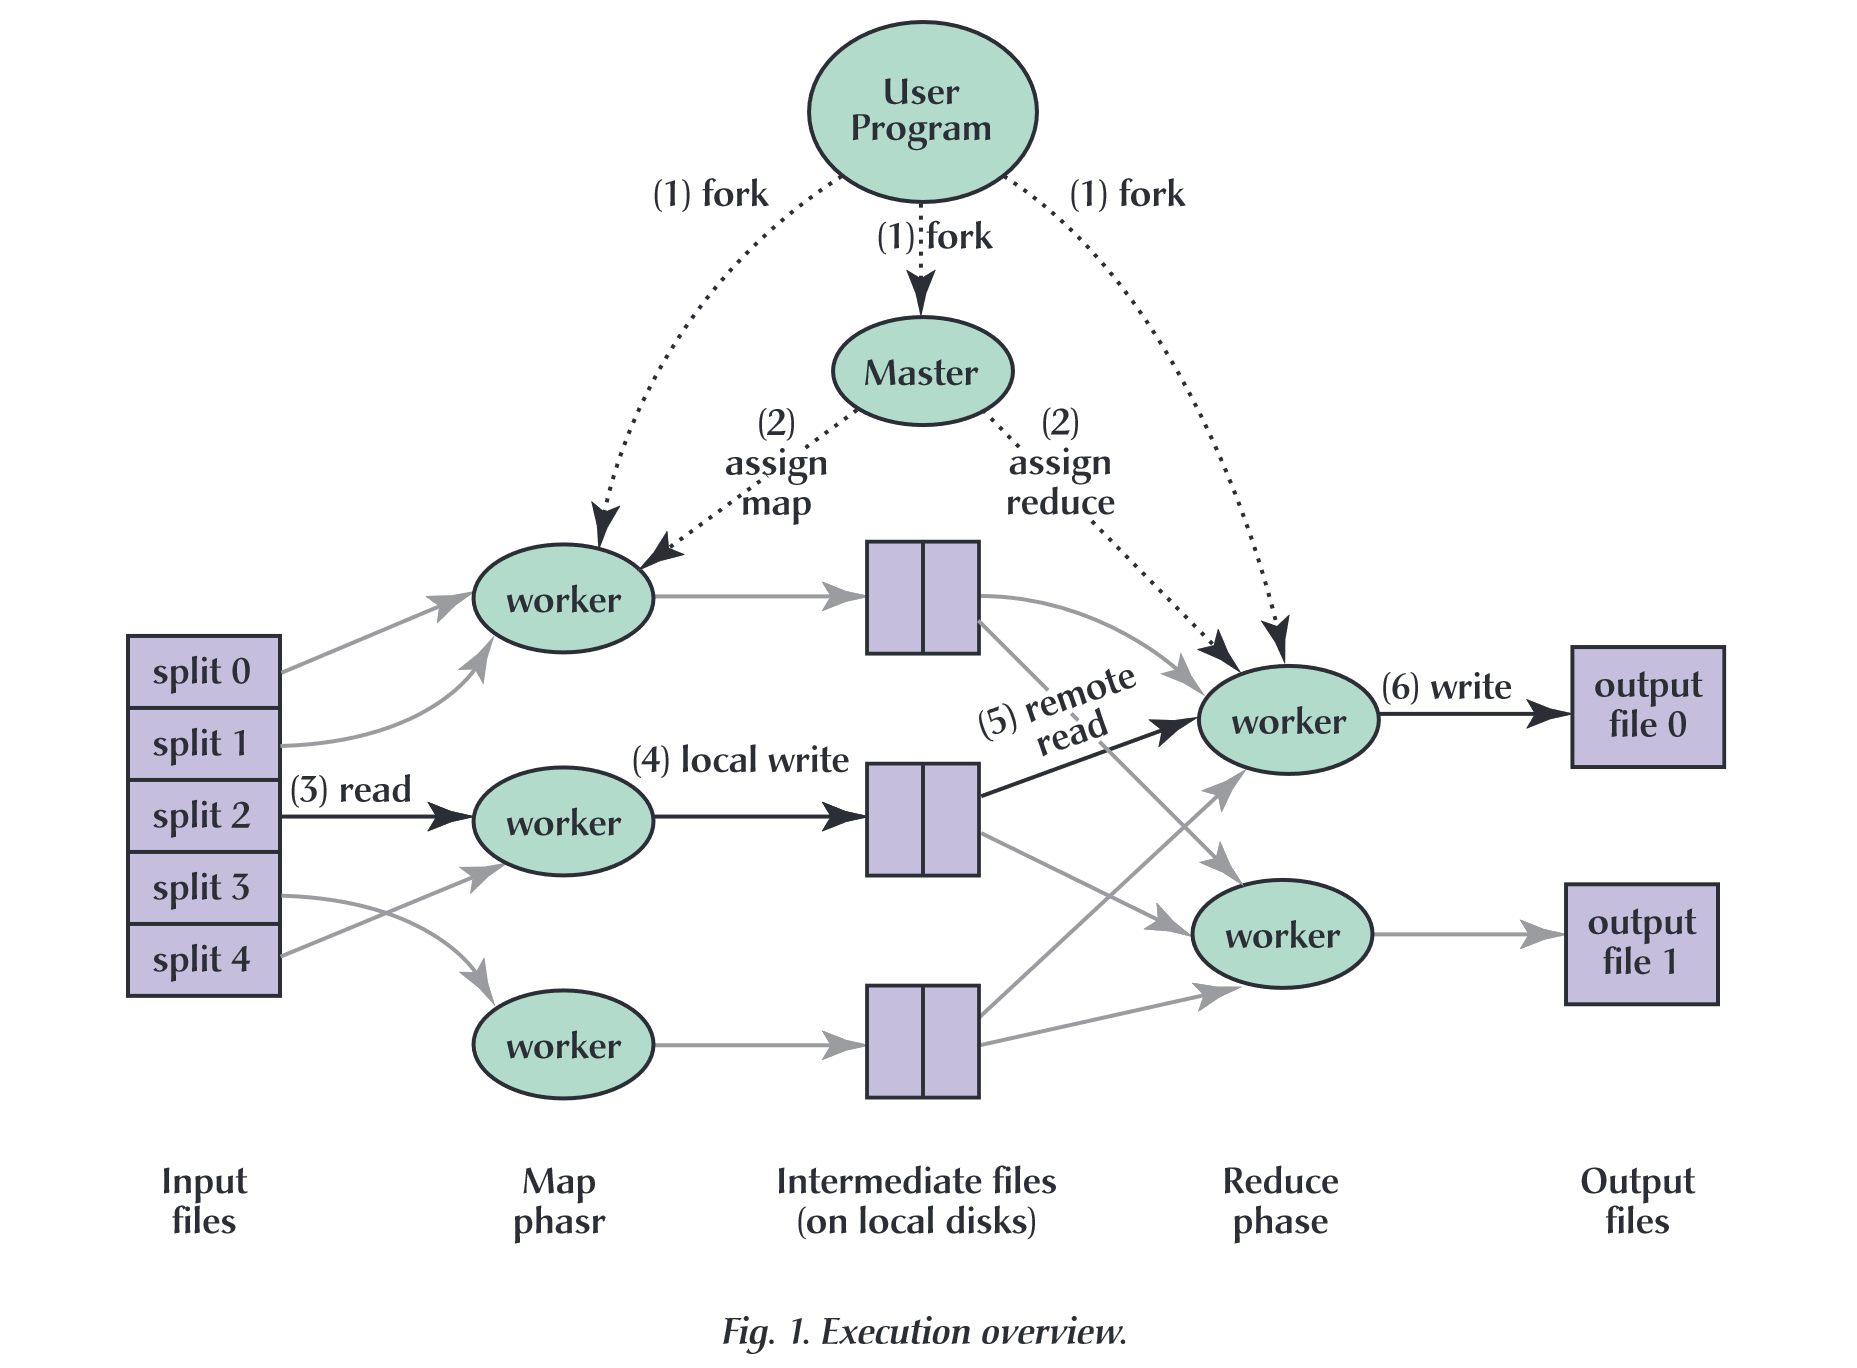 User
Program
(1) fork
(1) fork
(1) fork
Master
(2)
assign
map
(2)
assign
reduce
worker
split 0
split 1
split 2
split 3
split 4
(3) read
worker
(4) local write
worker
(5) remote
read
worker
(6) write
output
file 0
worker
output
file 1
Input
files
Map
phasr
Intermediate files
(on local disks)
Reduce
phase
Output
files
Fig. 1. Execution overview.